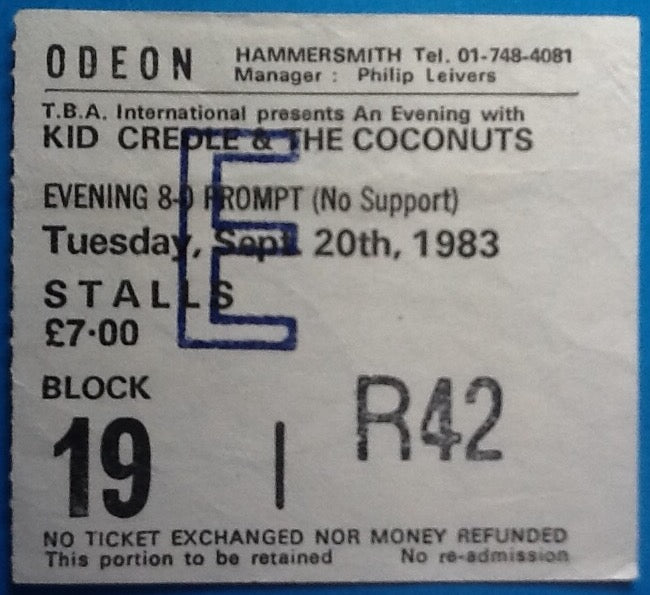 ODEON HAMMERSMITH Tel. 01-748-4081
Manager : Philip Leivers
T.B.A. International presents An Evening with
KID CREOLE & THE COCONUTS
EVENING 8-0 PROMPT (No Support)
Tuesday, Sept. 20th, 1983
E
STALLS
£7·00
BLOCK
19 | R42
NO TICKET EXCHANGED NOR MONEY REFUNDED
This portion to be retained No re-admission